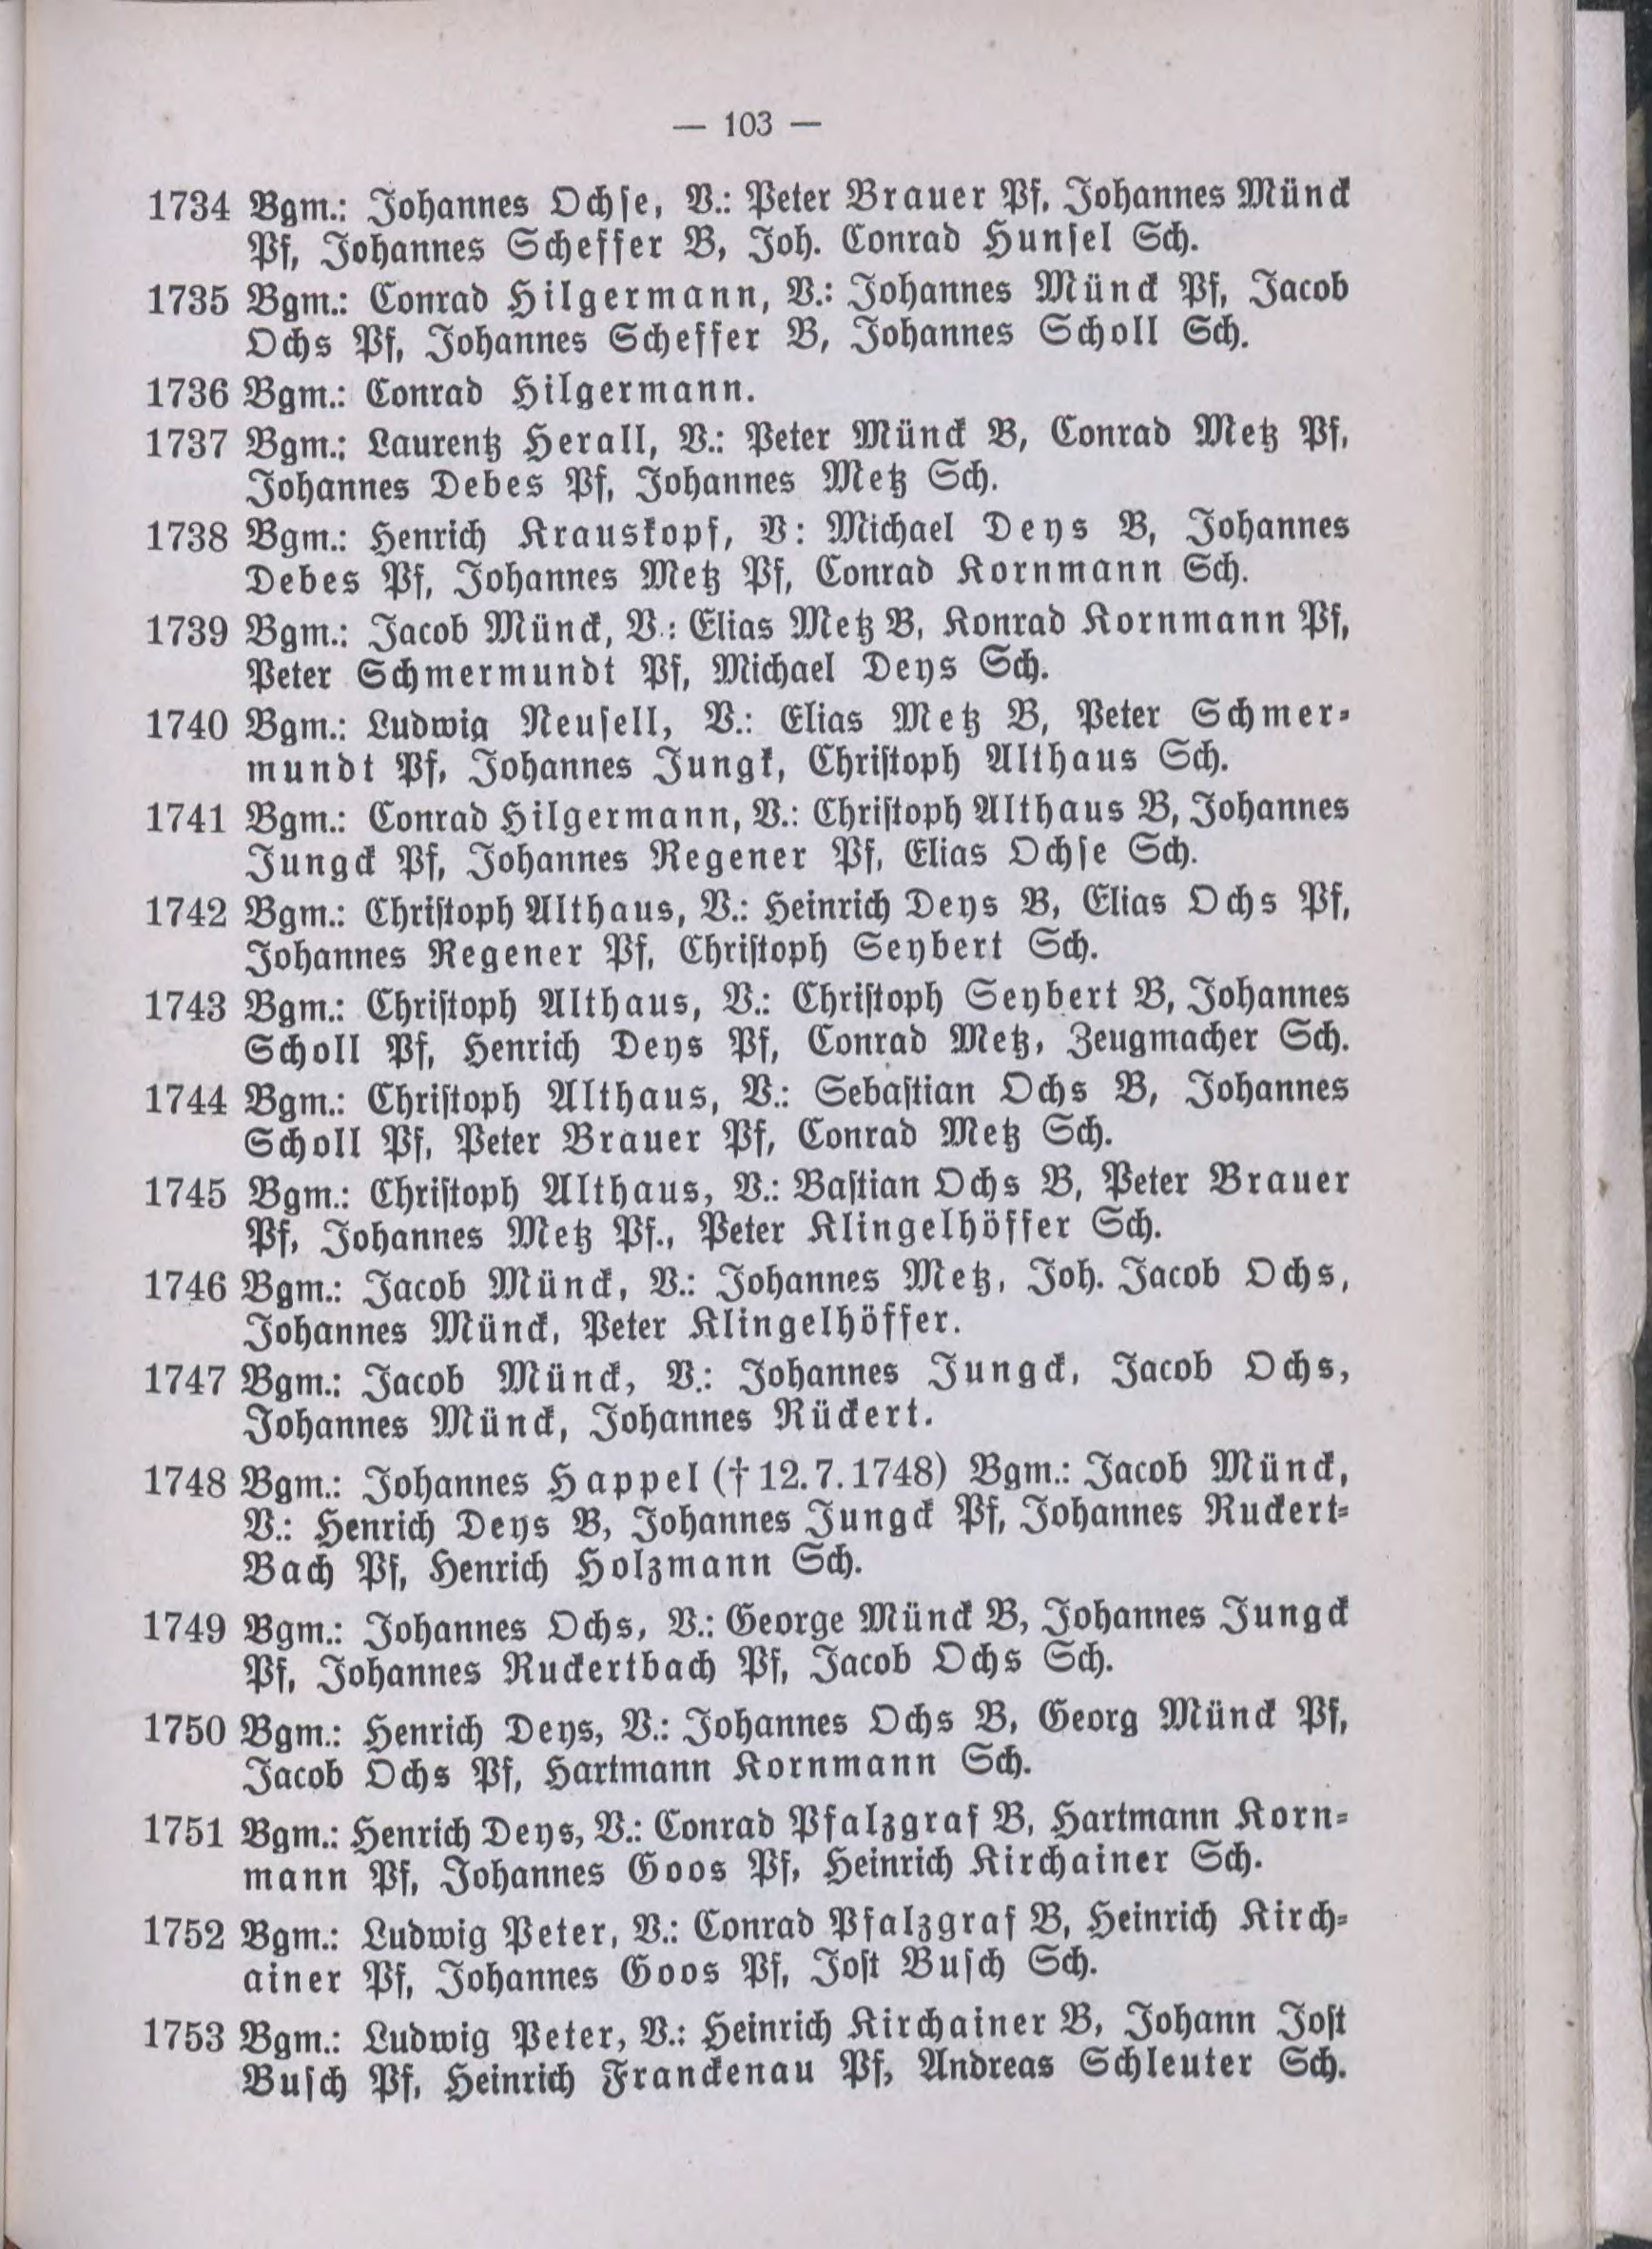 — 103 —
1734 Bgm.: Johannes Ochse, V.: Peter Brauer Pf, Johannes Münck
Pf, Johannes Scheffer B, Joh. Conrad Hunsel Sch.
1735 Bgm.: Conrad Hilgermann, V.: Johannes Münck Pf, Jacob
Ochs Pf, Johannes Scheffer B, Johannes Scholl Sch.
1736 Bgm.: Conrad Hilgermann.
1737 Bgm.: Laurentz Herall, V.: Peter Münck B, Conrad Metz Pf,
Johannes Debes Pf, Johannes Metz Sch.
1738 Bgm.: Henrich Krauskopf, V: Michael Deys B, Johannes
Debes Pf, Johannes Metz Pf, Conrad Kornmann Sch.
1739 Bgm.: Jacob Münck, V.: Elias Metz B, Konrad Kornmann Pf,
Peter Schmermundt Pf, Michael Deys Sch.
1740 Bgm.: Ludwig Neusell, V.: Elias Metz B, Peter Schmer-
mundt Pf, Johannes Jungk, Christoph Althaus Sch.
1741 Bgm.: Conrad Hilgermann, V.: Christoph Althaus B, Johannes
Jungck Pf, Johannes Regener Pf, Elias Ochse Sch.
1742 Bgm.: Christoph Althaus, V.: Heinrich Deys B, Elias Ochs Pf,
Johannes Regener Pf, Christoph Seybert Sch.
1743 Bgm.: Christoph Althaus, V.: Christoph Seybert B, Johannes
Scholl Pf, Henrich Deys Pf, Conrad Metz, Zeugmacher Sch.
1744 Bgm.: Christoph Althaus, V.: Sebastian Ochs B, Johannes
Scholl Pf, Peter Brauer Pf, Conrad Metz Sch.
1745 Bgm.: Christoph Althaus, V.: Bastian Ochs B, Peter Brauer
Pf, Johannes Metz Pf., Peter Klingelhöffer Sch.
1746 Bgm.: Jacob Münck, V.: Johannes Metz, Joh. Jacob Ochs,
Johannes Münck, Peter Klingelhöffer.
1747 Bgm.: Jacob Münck, V.: Johannes Jungck, Jacob Ochs,
Johannes Münck, Johannes Rückert.
1748 Bgm.: Johannes Happel († 12. 7. 1748) Bgm.: Jacob Münck,
V.: Henrich Deys B, Johannes Jungck Pf, Johannes Ruckert-
Bach Pf, Henrich Holzmann Sch.
1749 Bgm.: Johannes Ochs, V.: George Münck B, Johannes Jungck
Pf, Johannes Ruckertbach Pf, Jacob Ochs Sch.
1750 Bgm.: Henrich Deys, V.: Johannes Ochs B, Georg Münck Pf,
Jacob Ochs Pf, Hartmann Kornmann Sch.
1751 Bgm.: Henrich Deys, V.: Conrad Pfalzgraf B, Hartmann Korn-
mann Pf, Johannes Goos Pf, Heinrich Kirchainer Sch.
1752 Bgm.: Ludwig Peter, V.: Conrad Pfalzgraf B, Heinrich Kirch-
ainer Pf, Johannes Goos Pf, Jost Busch Sch.
1753 Bgm.: Ludwig Peter, V.: Heinrich Kirchainer B, Johann Jost
Busch Pf, Heinrich Franckenau Pf, Andreas Schleuter Sch.